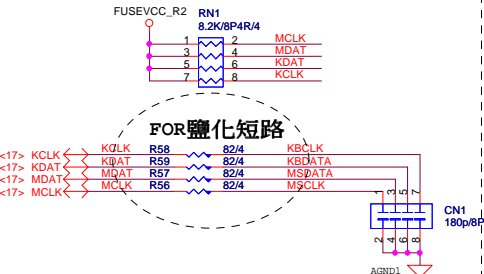 FUSEVCC_R2
RN1
8.2K/8P4R/4
1 2 MCLK
3 4 MDAT
5 6 KDAT
7 8 KCLK
FOR鹽化短路
<17> KCLK KCLK R58 82/4 KBCLK
<17> KDAT KDAT R59 82/4 KBDATA
<17> MDAT MDAT R57 82/4 MSDATA
<17> MCLK MCLK R56 82/4 MSCLK
1 3 5 7
CN1
180p/8P
2 4 6 8
AGND1